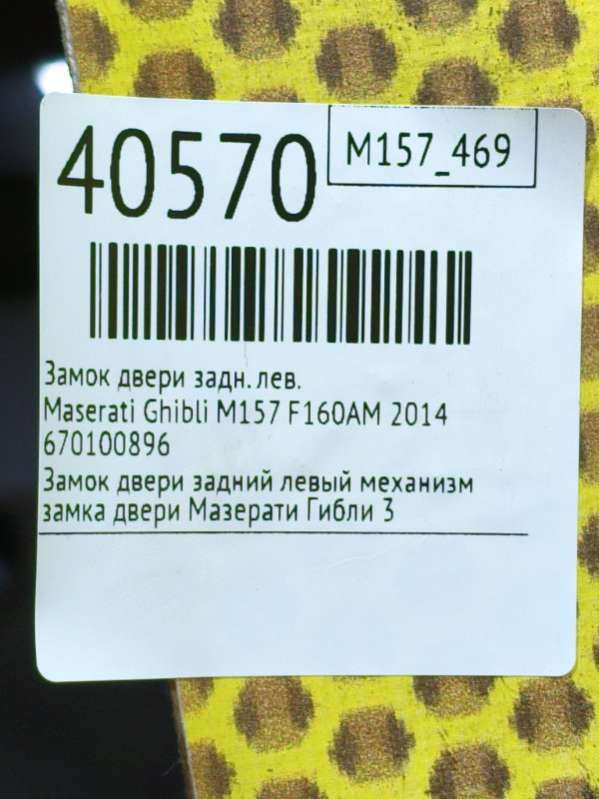 40570
M157_469
Замок двери задн. лев.
Maserati Ghibli M157 F160AM 2014
670100896
Замок двери задний левый механизм
замка двери Мазерати Гибли 3